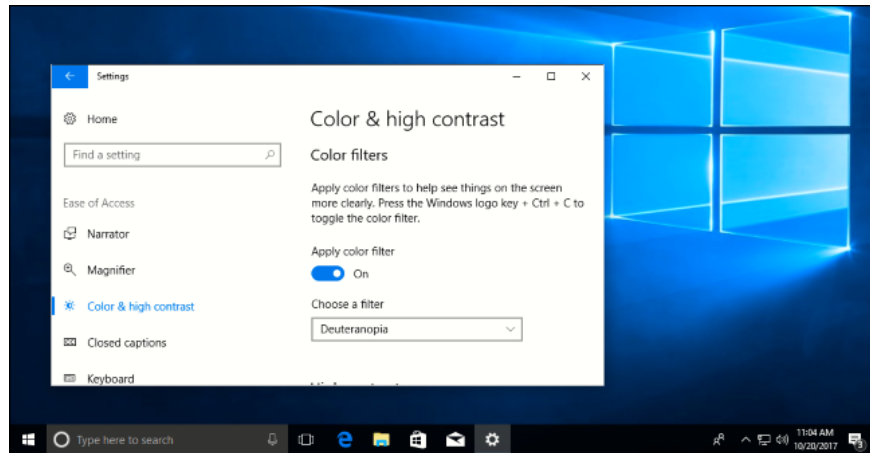 Settings
Home
Find a setting
Ease of Access
Narrator
Magnifier
Color & high contrast
Closed captions
Keyboard
Color & high contrast
Color filters
Apply color filters to help see things on the screen
more clearly. Press the Windows logo key + Ctrl + C to
toggle the color filter.
Apply color filter
On
Choose a filter
Deuteranopia
Type here to search
11:04 AM
10/20/2017
3